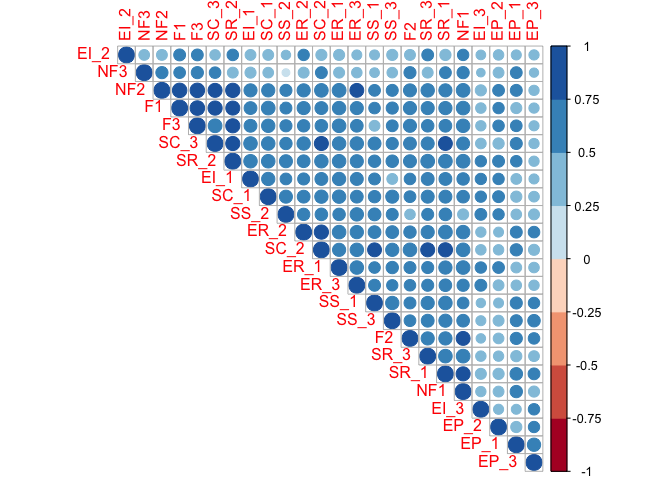 EI_2
NF3
NF2
F1
F3
SC_3
SR_2
EI_1
SC_1
SS_2
ER_2
SC_2
ER_1
ER_3
SS_1
SS_3
F2
SR_3
SR_1
NF1
EI_3
EP_2
EP_1
EP_3
EI_2
NF3
NF2
F1
F3
SC_3
SR_2
EI_1
SC_1
SS_2
ER_2
SC_2
ER_1
ER_3
SS_1
SS_3
F2
SR_3
SR_1
NF1
EI_3
EP_2
EP_1
EP_3
1
0.75
0.5
0.25
0
-0.25
-0.5
-0.75
-1